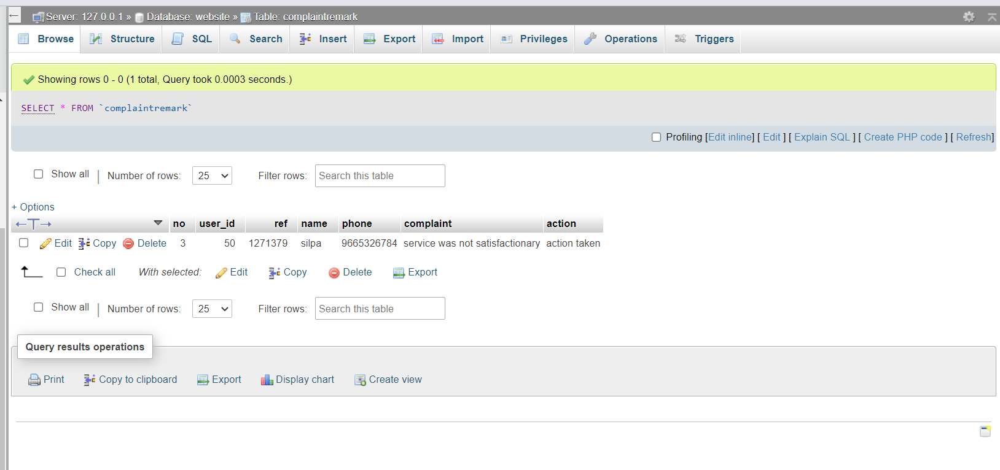 Server: 127.0.0.1 » Database: website » Table: complaintremark
Browse Structure SQL Search Insert Export Import Privileges Operations Triggers
Showing rows 0 - 0 (1 total, Query took 0.0003 seconds.)
SELECT * FROM `complaintremark`
Profiling [Edit inline] [ Edit ] [ Explain SQL ] [ Create PHP code ] [ Refresh]
Show all | Number of rows: 25 Filter rows: Search this table
+ Options
←T→ no user_id ref name phone complaint action
Edit Copy Delete 3 50 1271379 silpa 9665326784 service was not satisfactionary action taken
Check all With selected: Edit Copy Delete Export
Show all | Number of rows: 25 Filter rows: Search this table
Query results operations
Print Copy to clipboard Export Display chart Create view